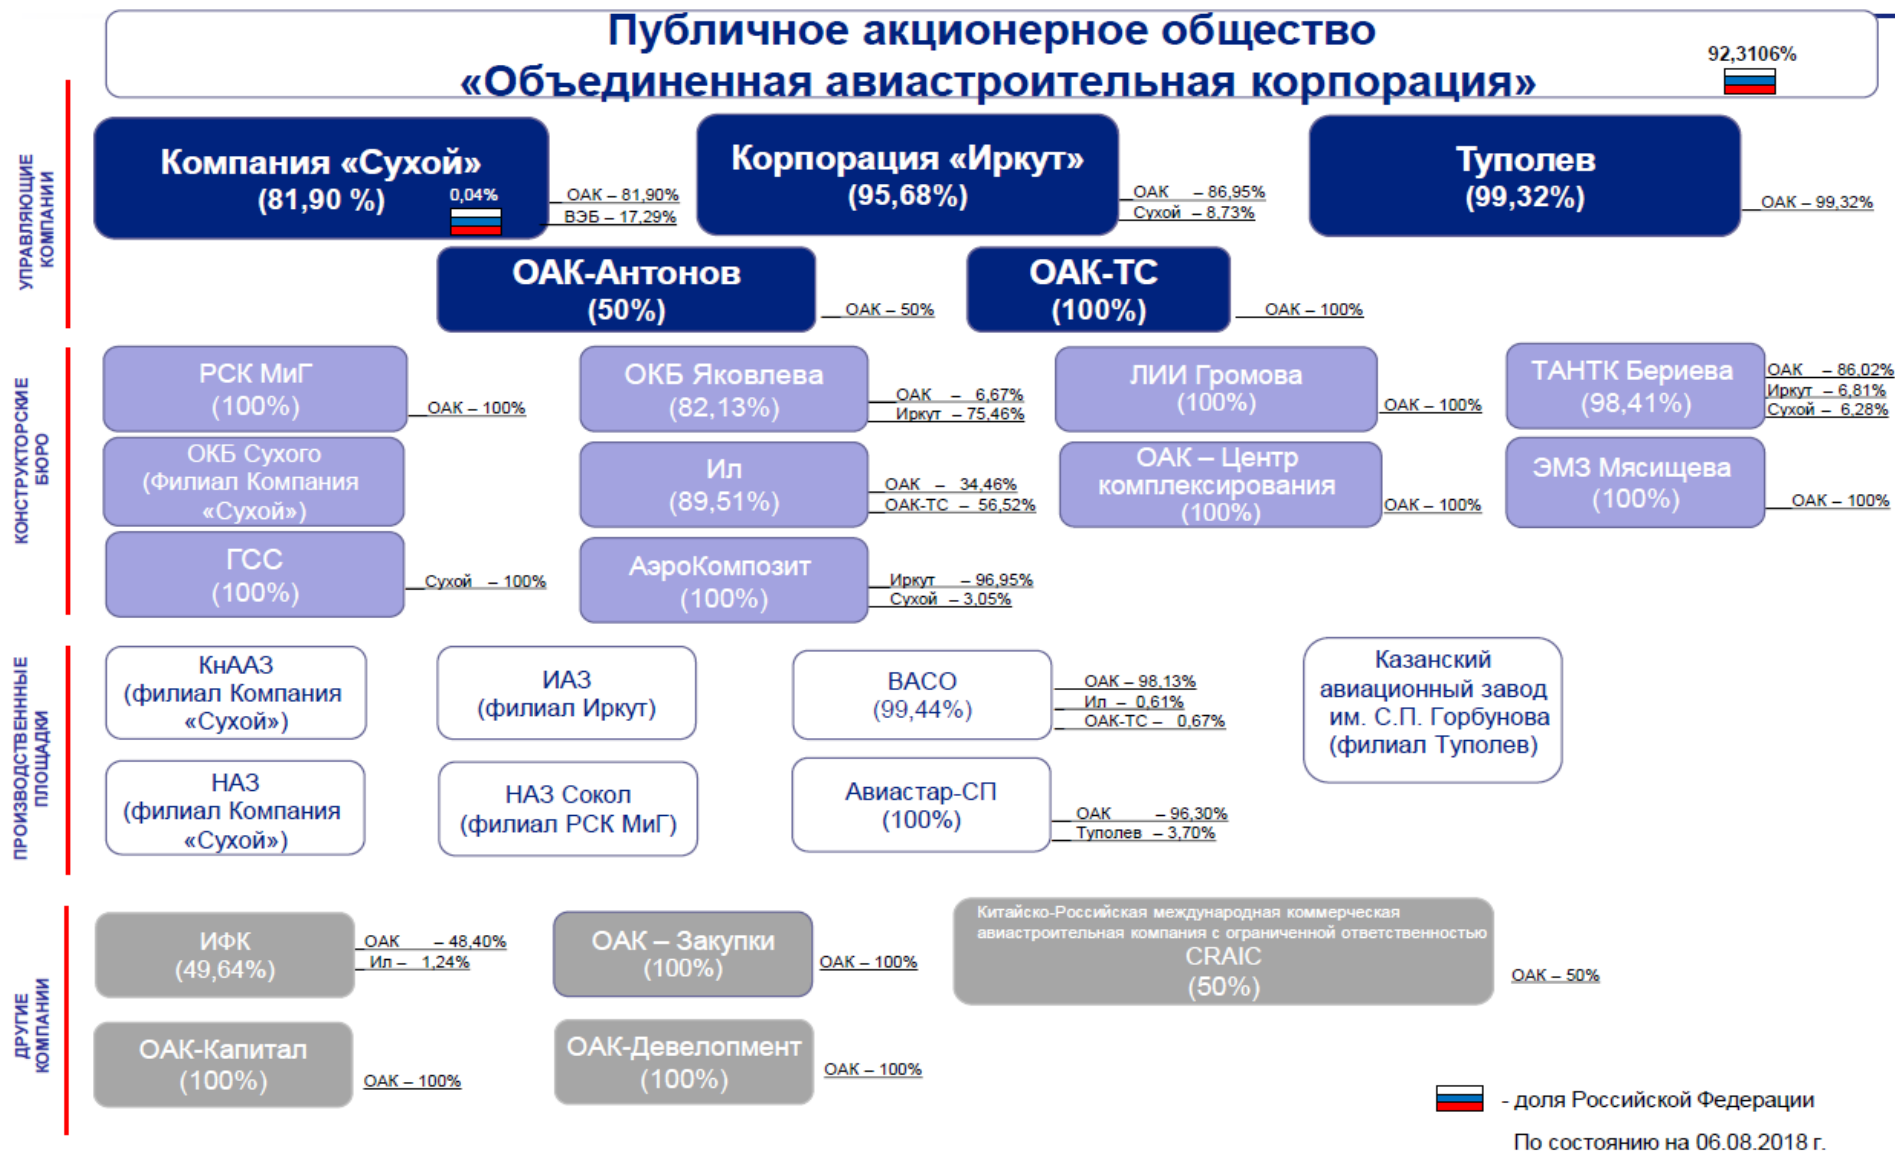 Публичное акционерное общество
«Объединенная авиастроительная корпорация»
92,3106%
УПРАВЛЯЮЩИЕ
КОМПАНИИ
Компания «Сухой»
(81,90 %)
0,04%
ОАК – 81,90%
ВЭБ – 17,29%
Корпорация «Иркут»
(95,68%)
ОАК – 86,95%
Сухой – 8,73%
Туполев
(99,32%)
ОАК – 99,32%
ОАК-Антонов
(50%)
ОАК – 50%
ОАК-ТС
(100%)
ОАК – 100%
КОНСТРУКТОРСКИЕ
БЮРО
РСК МиГ
(100%)
ОАК – 100%
ОКБ Яковлева
(82,13%)
ОАК – 6,67%
Иркут – 75,46%
ЛИИ Громова
(100%)
ОАК – 100%
ТАНТК Бериева
(98,41%)
ОАК – 86,02%
Иркут – 6,81%
Сухой – 6,28%
ОКБ Сухого
(Филиал Компания
«Сухой»)
Ил
(89,51%)
ОАК – 34,46%
ОАК-ТС – 56,52%
ОАК – Центр
комплексирования
(100%)
ОАК – 100%
ЭМЗ Мясищева
(100%)
ОАК – 100%
ГСС
(100%)
Сухой – 100%
АэроКомпозит
(100%)
Иркут – 96,95%
Сухой – 3,05%
ПРОИЗВОДСТВЕННЫЕ
ПЛОЩАДКИ
КнААЗ
(филиал Компания
«Сухой»)
ИАЗ
(филиал Иркут)
ВАСО
(99,44%)
ОАК – 98,13%
Ил – 0,61%
ОАК-ТС – 0,67%
Казанский
авиационный завод
им. С.П. Горбунова
(филиал Туполев)
НАЗ
(филиал Компания
«Сухой»)
НАЗ Сокол
(филиал РСК МиГ)
Авиастар-СП
(100%)
ОАК – 96,30%
Туполев – 3,70%
ДРУГИЕ
КОМПАНИИ
ИФК
(49,64%)
ОАК – 48,40%
Ил – 1,24%
ОАК – Закупки
(100%)
ОАК – 100%
Китайско-Российская международная коммерческая
авиастроительная компания с ограниченной ответственностью
CRAIC
(50%)
ОАК – 50%
ОАК-Капитал
(100%)
ОАК – 100%
ОАК-Девелопмент
(100%)
ОАК – 100%
- доля Российской Федерации
По состоянию на 06.08.2018 г.